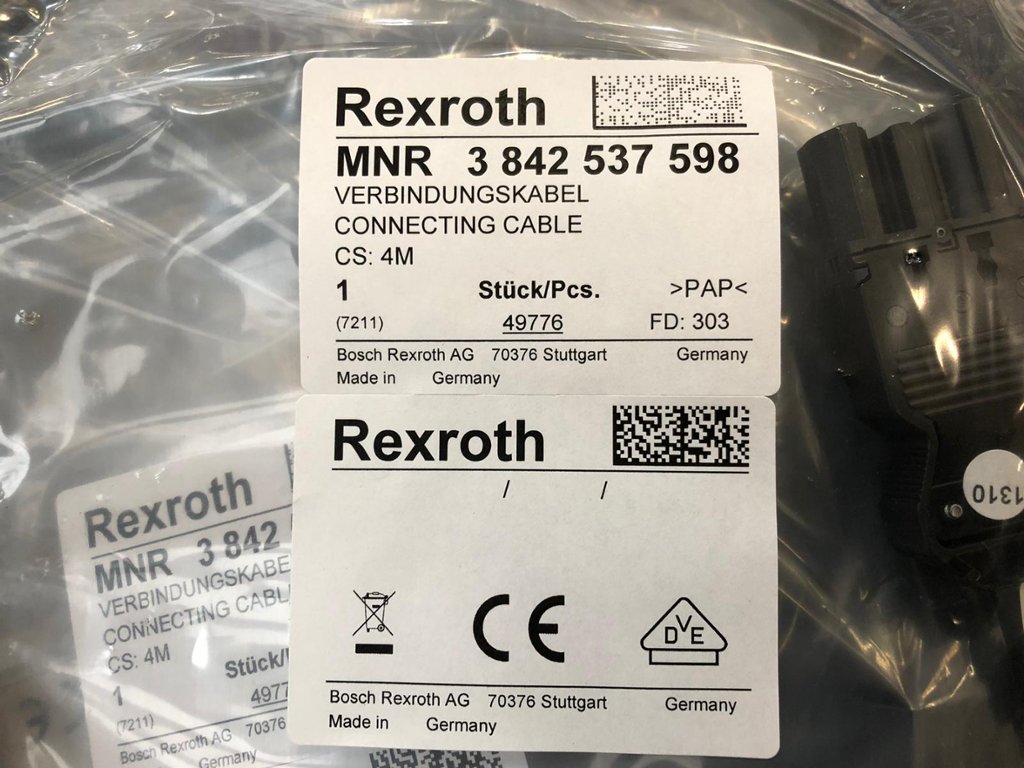 Rexroth
MNR 3 842 537 598
VERBINDUNGSKABEL
CONNECTING CABLE
CS: 4M
1 Stück/Pcs. >PAP<
(7211) 49776 FD: 303
Bosch Rexroth AG 70376 Stuttgart Germany
Made in Germany
Rexroth
/ /
CE
DVE
Bosch Rexroth AG 70376 Stuttgart Germany
Made in Germany
Rexroth
MNR 3 842
VERBINDUNGSKABE
CONNECTING CABL
CS: 4M
1 Stück/
(7211) 4977
Bosch Rexroth AG 70376
Germany
1310